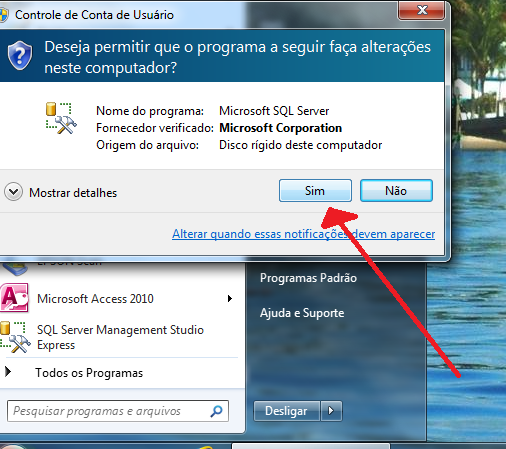 Controle de Conta de Usuário
Deseja permitir que o programa a seguir faça alterações
neste computador?
Nome do programa: Microsoft SQL Server
Fornecedor verificado: Microsoft Corporation
Origem do arquivo: Disco rígido deste computador
Mostrar detalhes
Sim
Não
Alterar quando essas notificações devem aparecer
EPSON Scan
Programas Padrão
Microsoft Access 2010
Ajuda e Suporte
SQL Server Management Studio
Express
Todos os Programas
Pesquisar programas e arquivos
Desligar